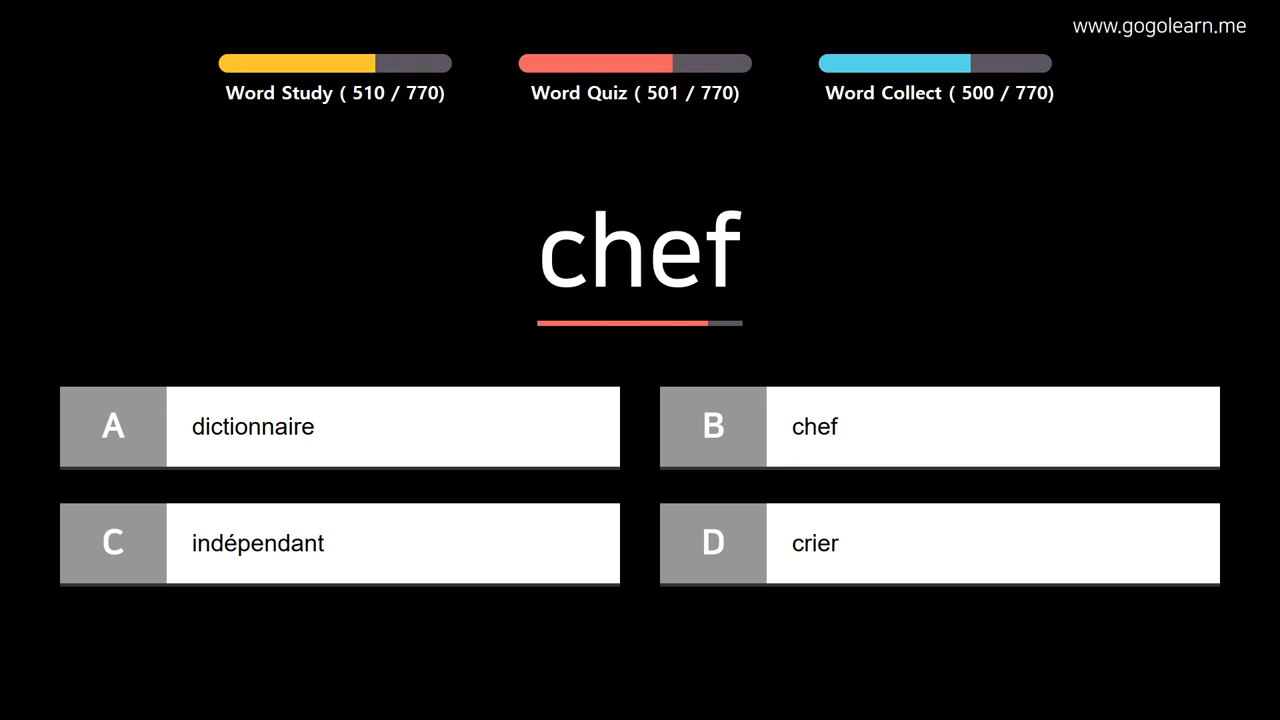 www.gogolearn.me
Word Study ( 510 / 770)
Word Quiz ( 501 / 770)
Word Collect ( 500 / 770)
chef
A dictionnaire
B chef
C indépendant
D crier